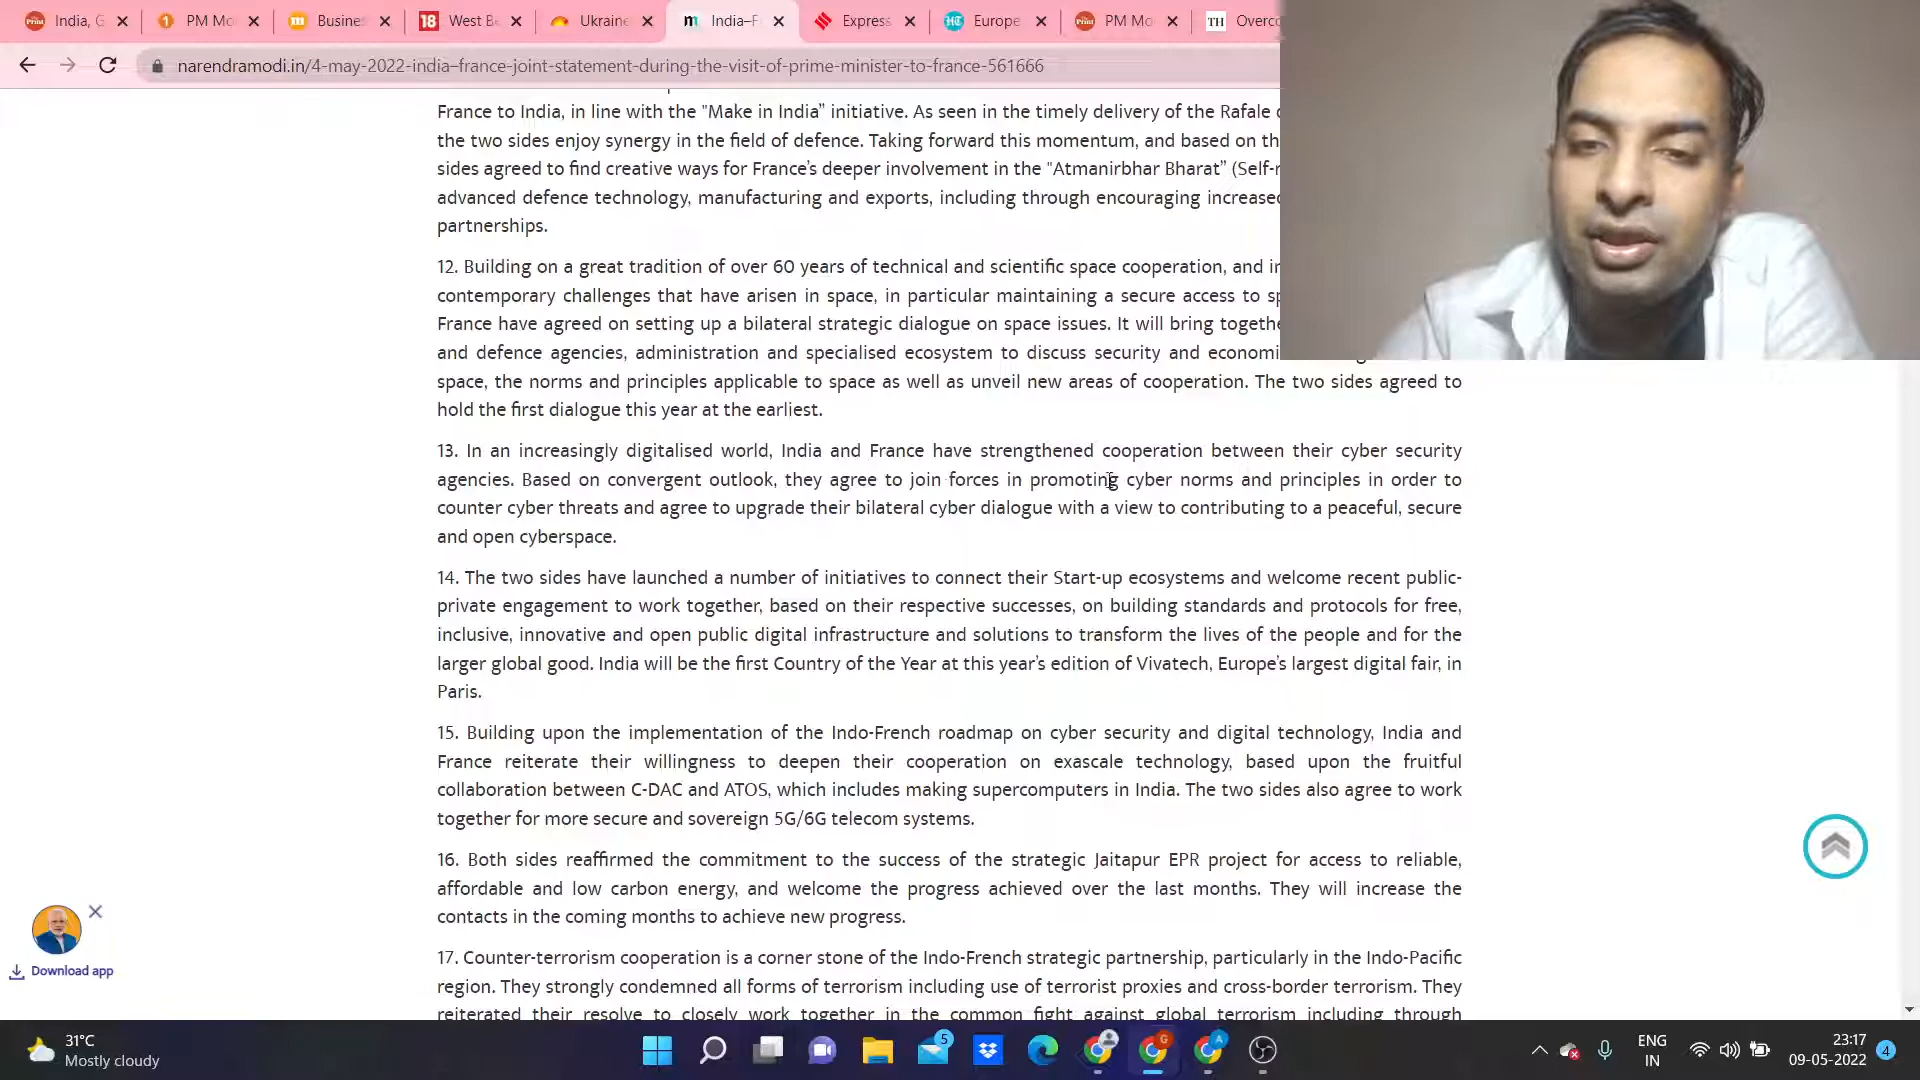 India, G
PM Mo
Busines
West Be
Ukraine
India–F
Express
Europe
PM Mo
Overco
narendramodi.in/4-may-2022-india–france-joint-statement-during-the-visit-of-prime-minister-to-france-561666
France to India, in line with the "Make in India” initiative. As seen in the timely delivery of the Rafale
the two sides enjoy synergy in the field of defence. Taking forward this momentum, and based on
sides agreed to find creative ways for France’s deeper involvement in the "Atmanirbhar Bharat”
advanced defence technology, manufacturing and exports, including through encouraging increased
partnerships.
12. Building on a great tradition of over 60 years of technical and scientific space cooperation, and
contemporary challenges that have arisen in space, in particular maintaining a secure access to
France have agreed on setting up a bilateral strategic dialogue on space issues. It will bring
and defence agencies, administration and specialised ecosystem to discuss security and
space, the norms and principles applicable to space as well as unveil new areas of cooperation. The two sides agreed to
hold the first dialogue this year at the earliest.
13. In an increasingly digitalised world, India and France have strengthened cooperation between their cyber security
agencies. Based on convergent outlook, they agree to join forces in promoting cyber norms and principles in order to
counter cyber threats and agree to upgrade their bilateral cyber dialogue with a view to contributing to a peaceful, secure
and open cyberspace.
14. The two sides have launched a number of initiatives to connect their Start-up ecosystems and welcome recent public-
private engagement to work together, based on their respective successes, on building standards and protocols for free,
inclusive, innovative and open public digital infrastructure and solutions to transform the lives of the people and for the
larger global good. India will be the first Country of the Year at this year’s edition of Vivatech, Europe’s largest digital fair, in
Paris.
15. Building upon the implementation of the Indo-French roadmap on cyber security and digital technology, India and
France reiterate their willingness to deepen their cooperation on exascale technology, based upon the fruitful
collaboration between C-DAC and ATOS, which includes making supercomputers in India. The two sides also agree to work
together for more secure and sovereign 5G/6G telecom systems.
16. Both sides reaffirmed the commitment to the success of the strategic Jaitapur EPR project for access to reliable,
affordable and low carbon energy, and welcome the progress achieved over the last months. They will increase the
contacts in the coming months to achieve new progress.
17. Counter-terrorism cooperation is a corner stone of the Indo-French strategic partnership, particularly in the Indo-Pacific
region. They strongly condemned all forms of terrorism including use of terrorist proxies and cross-border terrorism. They
reiterated their resolve to closely work together in the common fight against global terrorism including through
Download app
31°C
Mostly cloudy
5
ENG
IN
23:17
09-05-2022
4